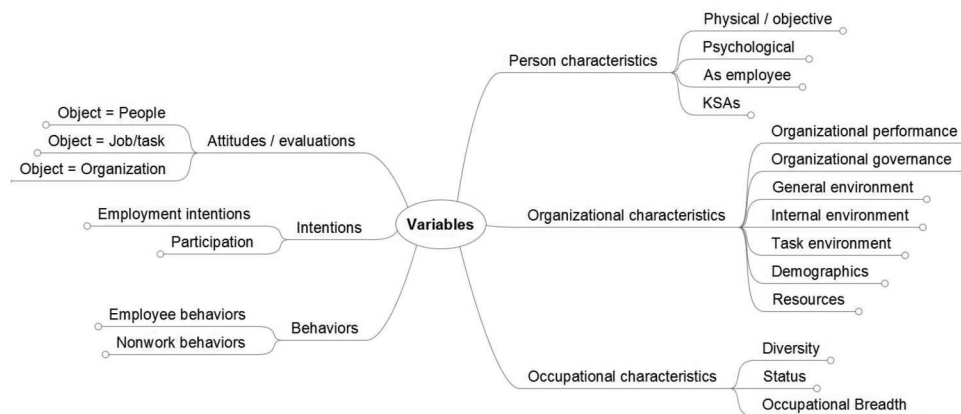 Variables
Person characteristics
Physical / objective
Psychological
As employee
KSAs
Organizational characteristics
Organizational performance
Organizational governance
General environment
Internal environment
Task environment
Demographics
Resources
Occupational characteristics
Diversity
Status
Occupational Breadth
Attitudes / evaluations
Object = People
Object = Job/task
Object = Organization
Intentions
Employment intentions
Participation
Behaviors
Employee behaviors
Nonwork behaviors